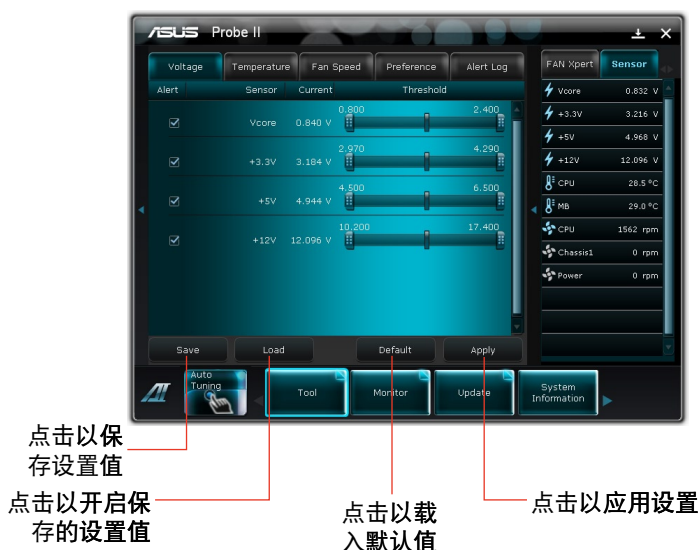 ASUS Probe II
Voltage Temperature Fan Speed Preference Alert Log
Alert Sensor Current Threshold
Vcore 0.840 V 0.800 2.400
+3.3V 3.184 V 2.970 4.290
+5V 4.944 V 4.500 6.500
+12V 12.096 V 10.200 17.400
Save Load Default Apply
FAN Xpert Sensor
Vcore 0.832 V
+3.3V 3.216 V
+5V 4.968 V
+12V 12.096 V
CPU 28.5 °C
MB 29.0 °C
CPU 1562 rpm
Chassis1 0 rpm
Power 0 rpm
Auto
Tuning
Tool Monitor Update
System
Information
点击以保
存设置值
点击以开启保
存的设置值
点击以载
入默认值
点击以应用设置